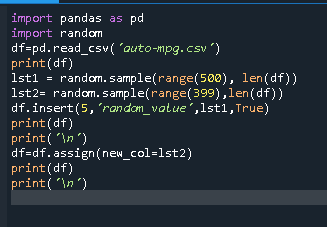 import pandas as pd
import random
df=pd.read_csv('auto-mpg.csv')
print(df)
lst1 = random.sample(range(500), len(df))
lst2= random.sample(range(399),len(df))
df.insert(5,'random_value',lst1,True)
print(df)
print('\n')
df=df.assign(new_col=lst2)
print(df)
print('\n')